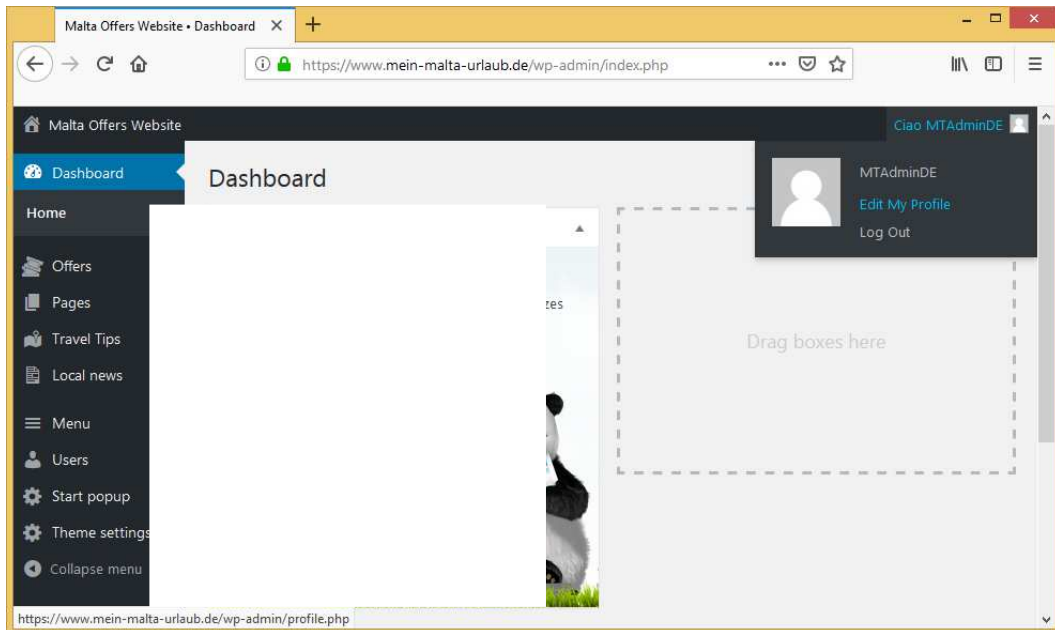 Malta Offers Website • Dashboard
https://www.mein-malta-urlaub.de/wp-admin/index.php
Malta Offers Website
Ciao MTAdminDE
Dashboard
Home
Offers
Pages
Travel Tips
Local news
Menu
Users
Start popup
Theme settings
Collapse menu
Dashboard
MTAdminDE
Edit My Profile
Log Out
Drag boxes here
https://www.mein-malta-urlaub.de/wp-admin/profile.php